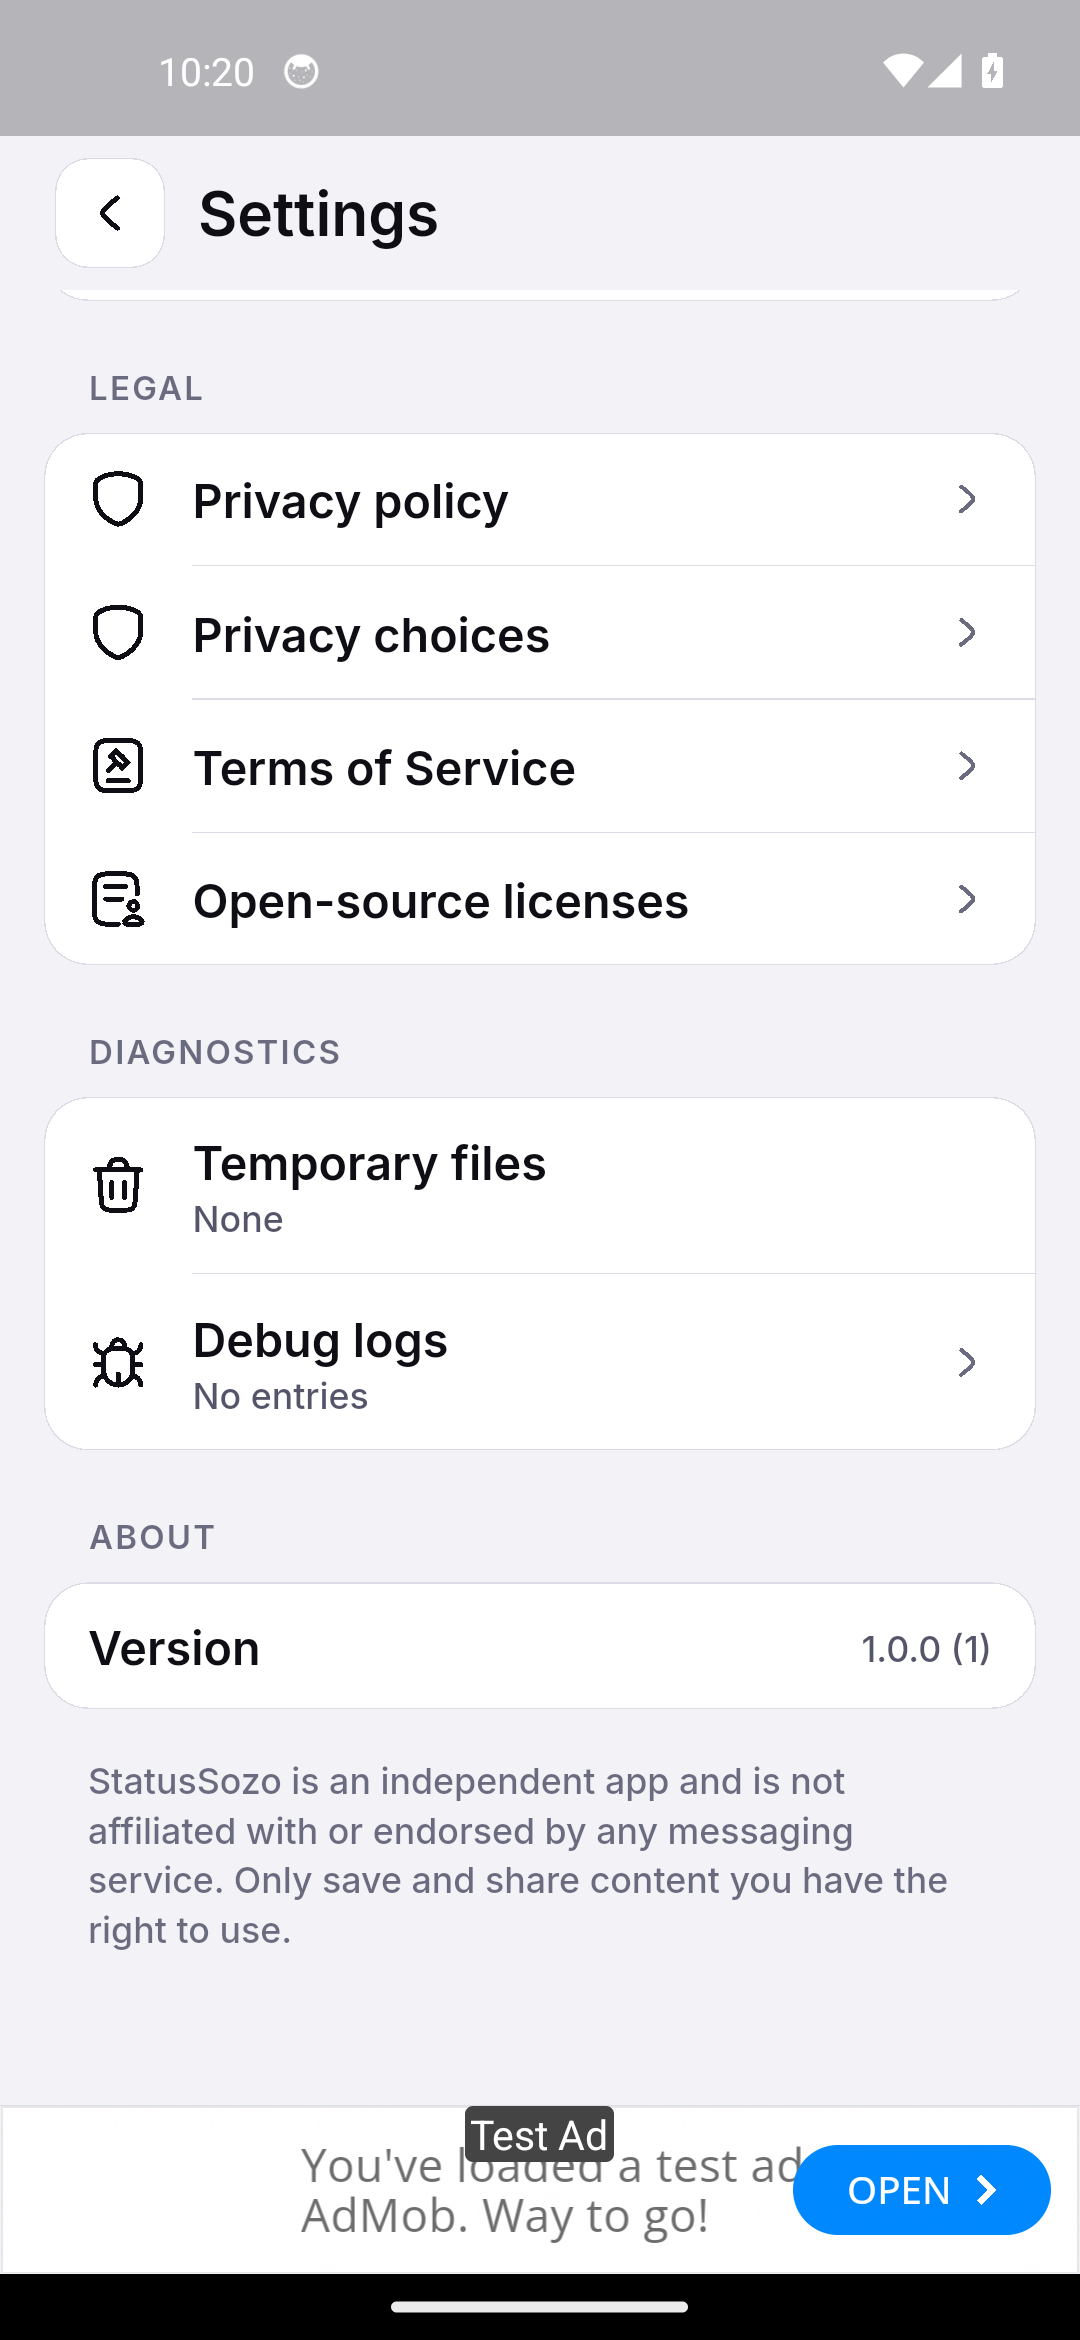 10:20
Settings
LEGAL
Privacy policy
Privacy choices
Terms of Service
Open-source licenses
DIAGNOSTICS
Temporary files
None
Debug logs
No entries
ABOUT
Version
1.0.0 (1)
StatusSozo is an independent app and is not
affiliated with or endorsed by any messaging
service. Only save and share content you have the
right to use.
Test Ad
You've loaded a test ad
AdMob. Way to go!
OPEN